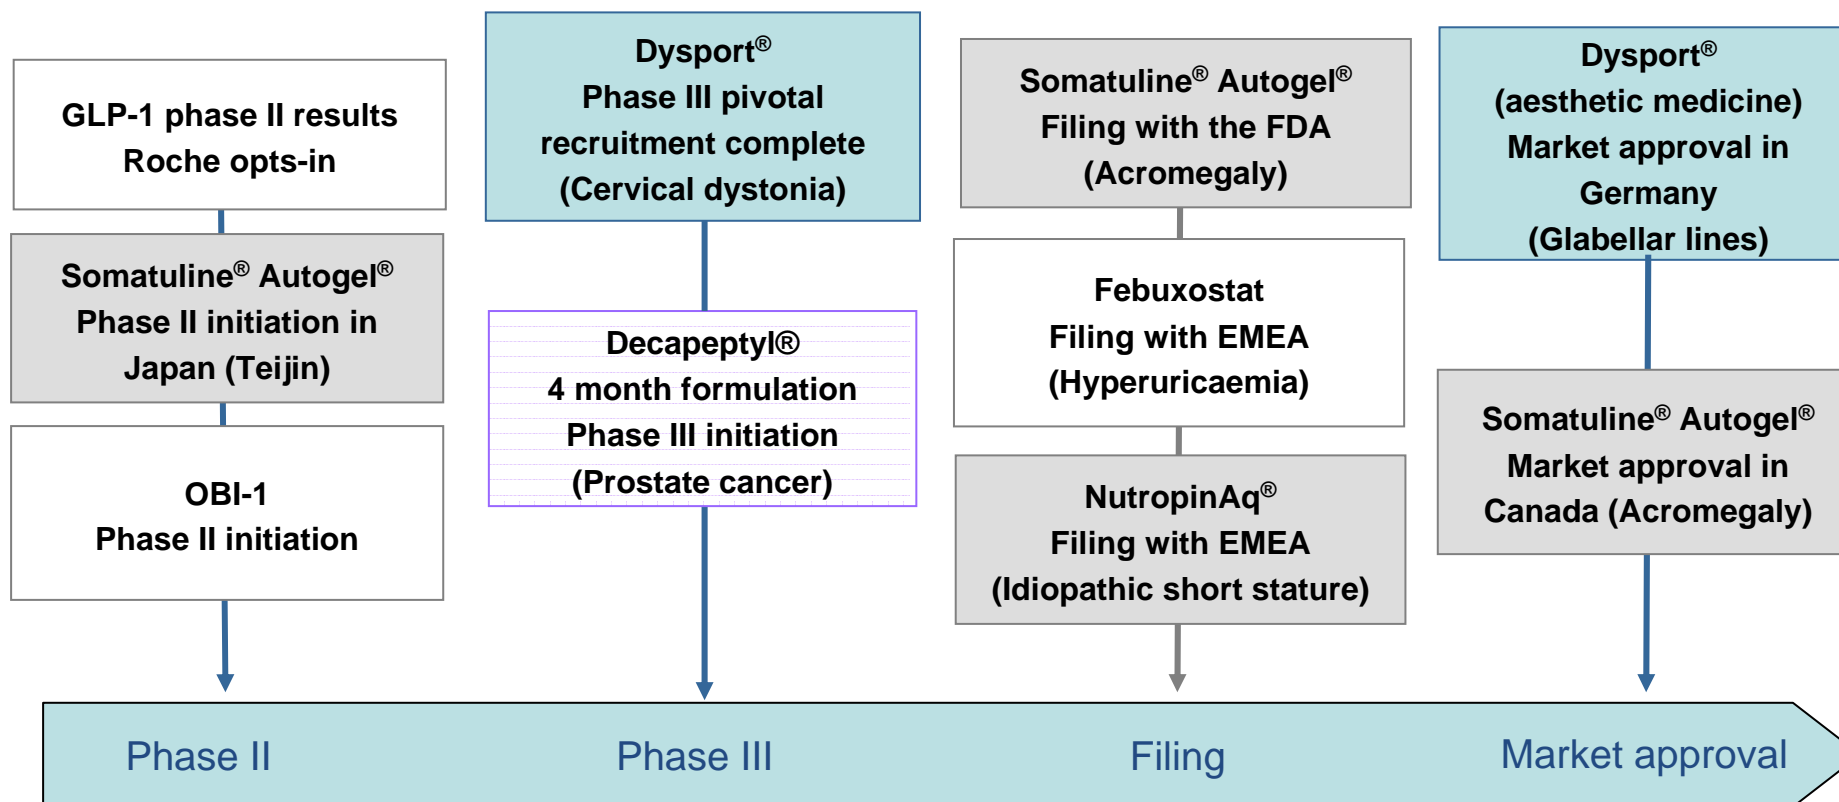 GLP-1 phase II results
Roche opts-in
Somatuline® Autogel®
Phase II initiation in
Japan (Teijin)
OBI-1
Phase II initiation
Dysport®
Phase III pivotal
recruitment complete
(Cervical dystonia)
Decapeptyl®
4 month formulation
Phase III initiation
(Prostate cancer)
Somatuline® Autogel®
Filing with the FDA
(Acromegaly)
Febuxostat
Filing with EMEA
(Hyperuricaemia)
NutropinAq®
Filing with EMEA
(Idiopathic short stature)
Dysport®
(aesthetic medicine)
Market approval in
Germany
(Glabellar lines)
Somatuline® Autogel®
Market approval in
Canada (Acromegaly)
Phase II
Phase III
Filing
Market approval